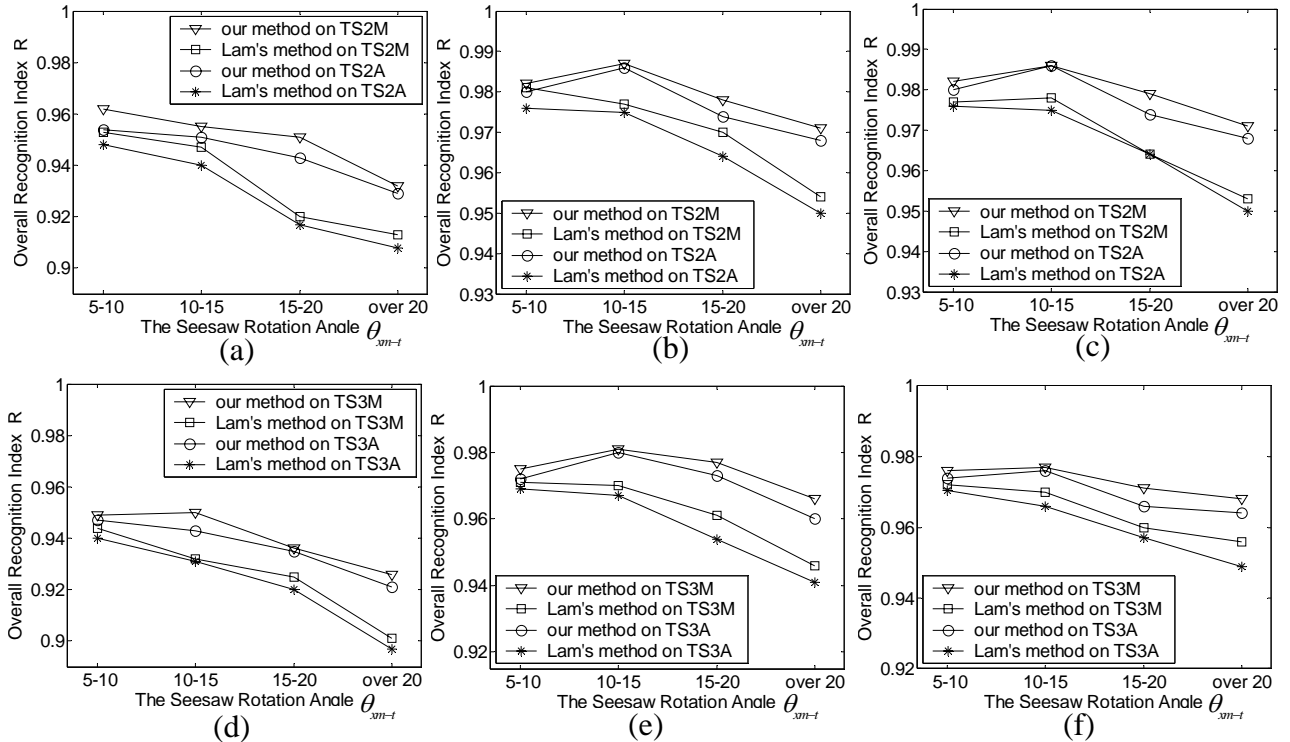 Overall Recognition Index R
1
0.98
0.96
0.94
0.92
0.9
our method on TS2M
Lam's method on TS2M
our method on TS2A
Lam's method on TS2A
5-10 10-15 15-20 over 20
The Seesaw Rotation Angle θxm-t
(a)
Overall Recognition Index R
1
0.99
0.98
0.97
0.96
0.95
0.94
0.93
our method on TS2M
Lam's method on TS2M
our method on TS2A
Lam's method on TS2A
5-10 10-15 15-20 over 20
The Seesaw Rotation Angle θxm-t
(b)
Overall Recognition Index R
1
0.99
0.98
0.97
0.96
0.95
0.94
0.93
our method on TS2M
Lam's method on TS2M
our method on TS2A
Lam's method on TS2A
5-10 10-15 15-20 over 20
The Seesaw Rotation Angle θxm-t
(c)
Overall Recognition Index R
1
0.98
0.96
0.94
0.92
0.9
our method on TS3M
Lam's method on TS3M
our method on TS3A
Lam's method on TS3A
5-10 10-15 15-20 over 20
The Seesaw Rotation Angle θxm-t
(d)
Overall Recognition Index R
1
0.98
0.96
0.94
0.92
our method on TS3M
Lam's method on TS3M
our method on TS3A
Lam's method on TS3A
5-10 10-15 15-20 over 20
The Seesaw Rotation Angle θxm-t
(e)
Overall Recognition Index R
1
0.98
0.96
0.94
0.92
our method on TS3M
Lam's method on TS3M
our method on TS3A
Lam's method on TS3A
5-10 10-15 15-20 over 20
The Seesaw Rotation Angle θxm-t
(f)